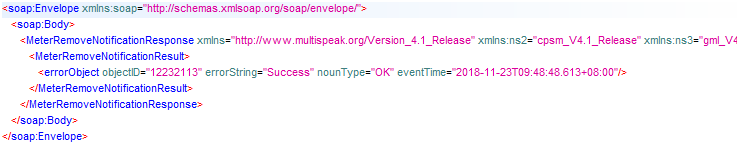 <soap:Envelope xmlns:soap="http://schemas.xmlsoap.org/soap/envelope/">
<soap:Body>
<MeterRemoveNotificationResponse xmlns="http://www.multispeak.org/Version_4.1_Release" xmlns:ns2="cpsm_V4.1_Release" xmlns:ns3="gml_V4
<MeterRemoveNotificationResult>
<errorObject objectID="12232113" errorString="Success" nounType="OK" eventTime="2018-11-23T09:48:48.613+08:00"/>
</MeterRemoveNotificationResult>
</MeterRemoveNotificationResponse>
</soap:Body>
</soap:Envelope>